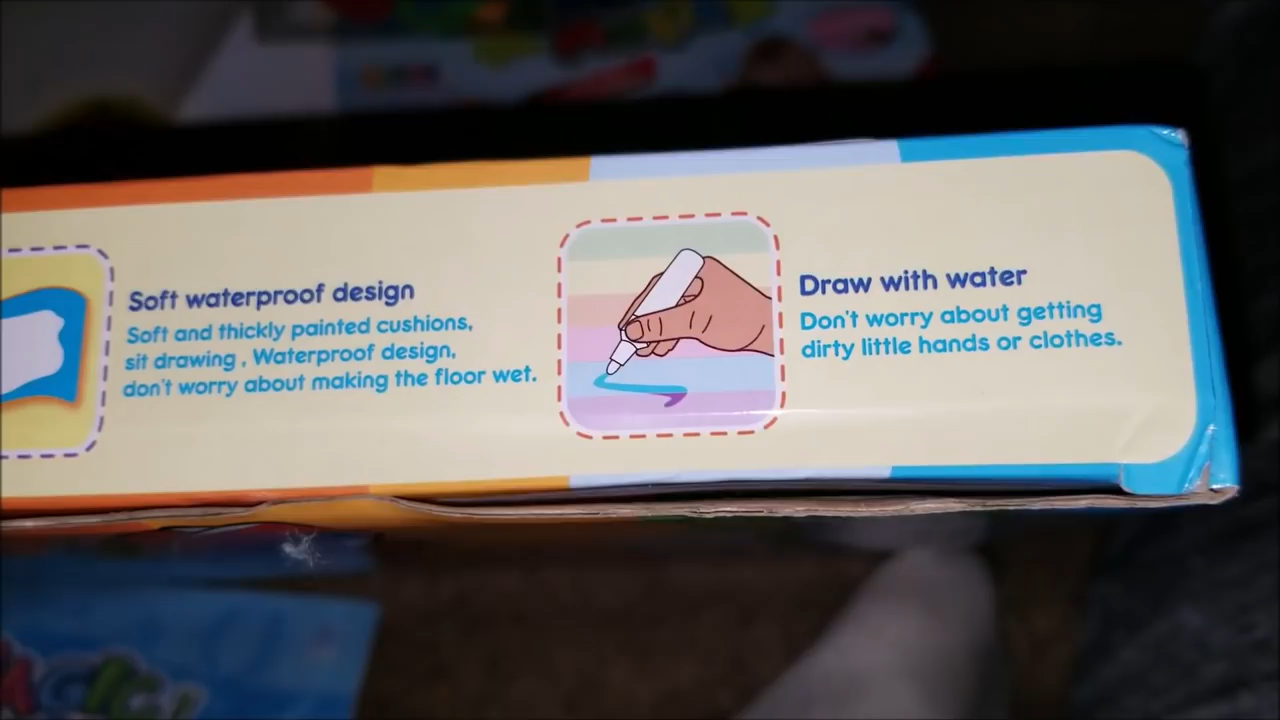 Soft waterproof design
Soft and thickly painted cushions,
sit drawing , Waterproof design,
don't worry about making the floor wet.
Draw with water
Don't worry about getting
dirty little hands or clothes.